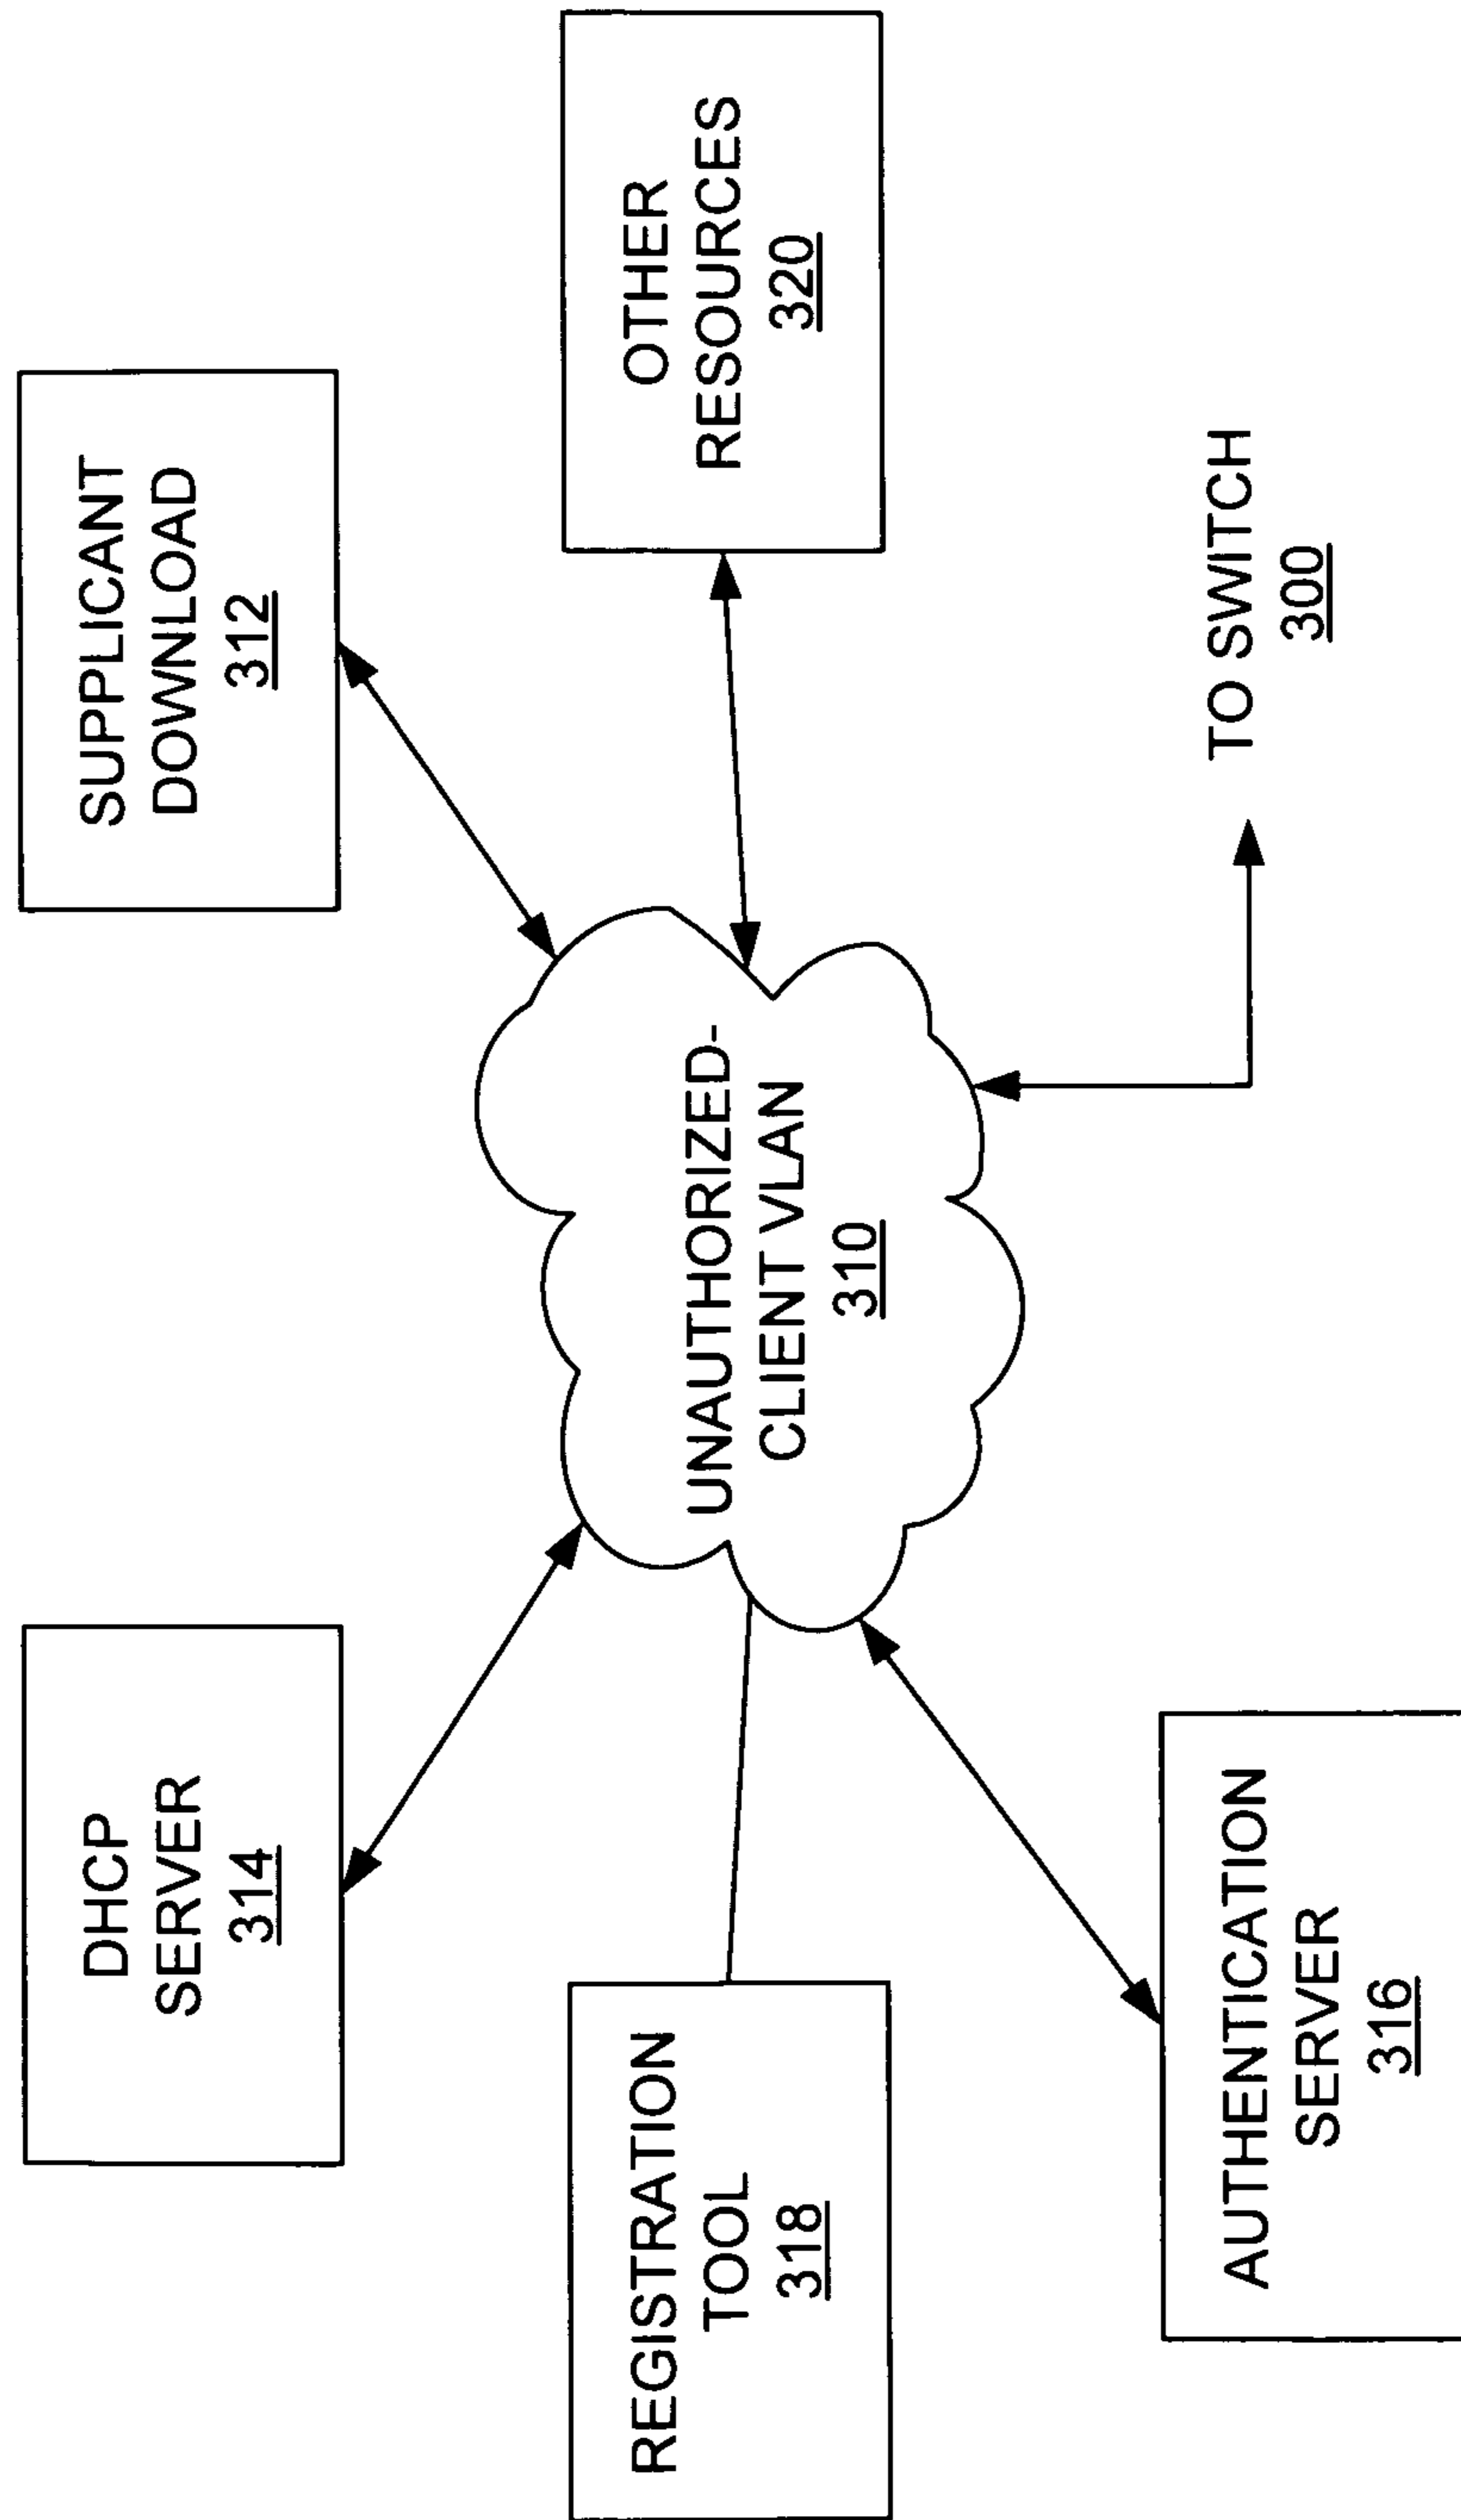 DHCP
SERVER
314
SUPPLICANT
DOWNLOAD
312
REGISTRATION
TOOL
318
UNAUTHORIZED-
CLIENT VLAN
310
OTHER
RESOURCES
320
AUTHENTICATION
SERVER
316
TO SWITCH
300